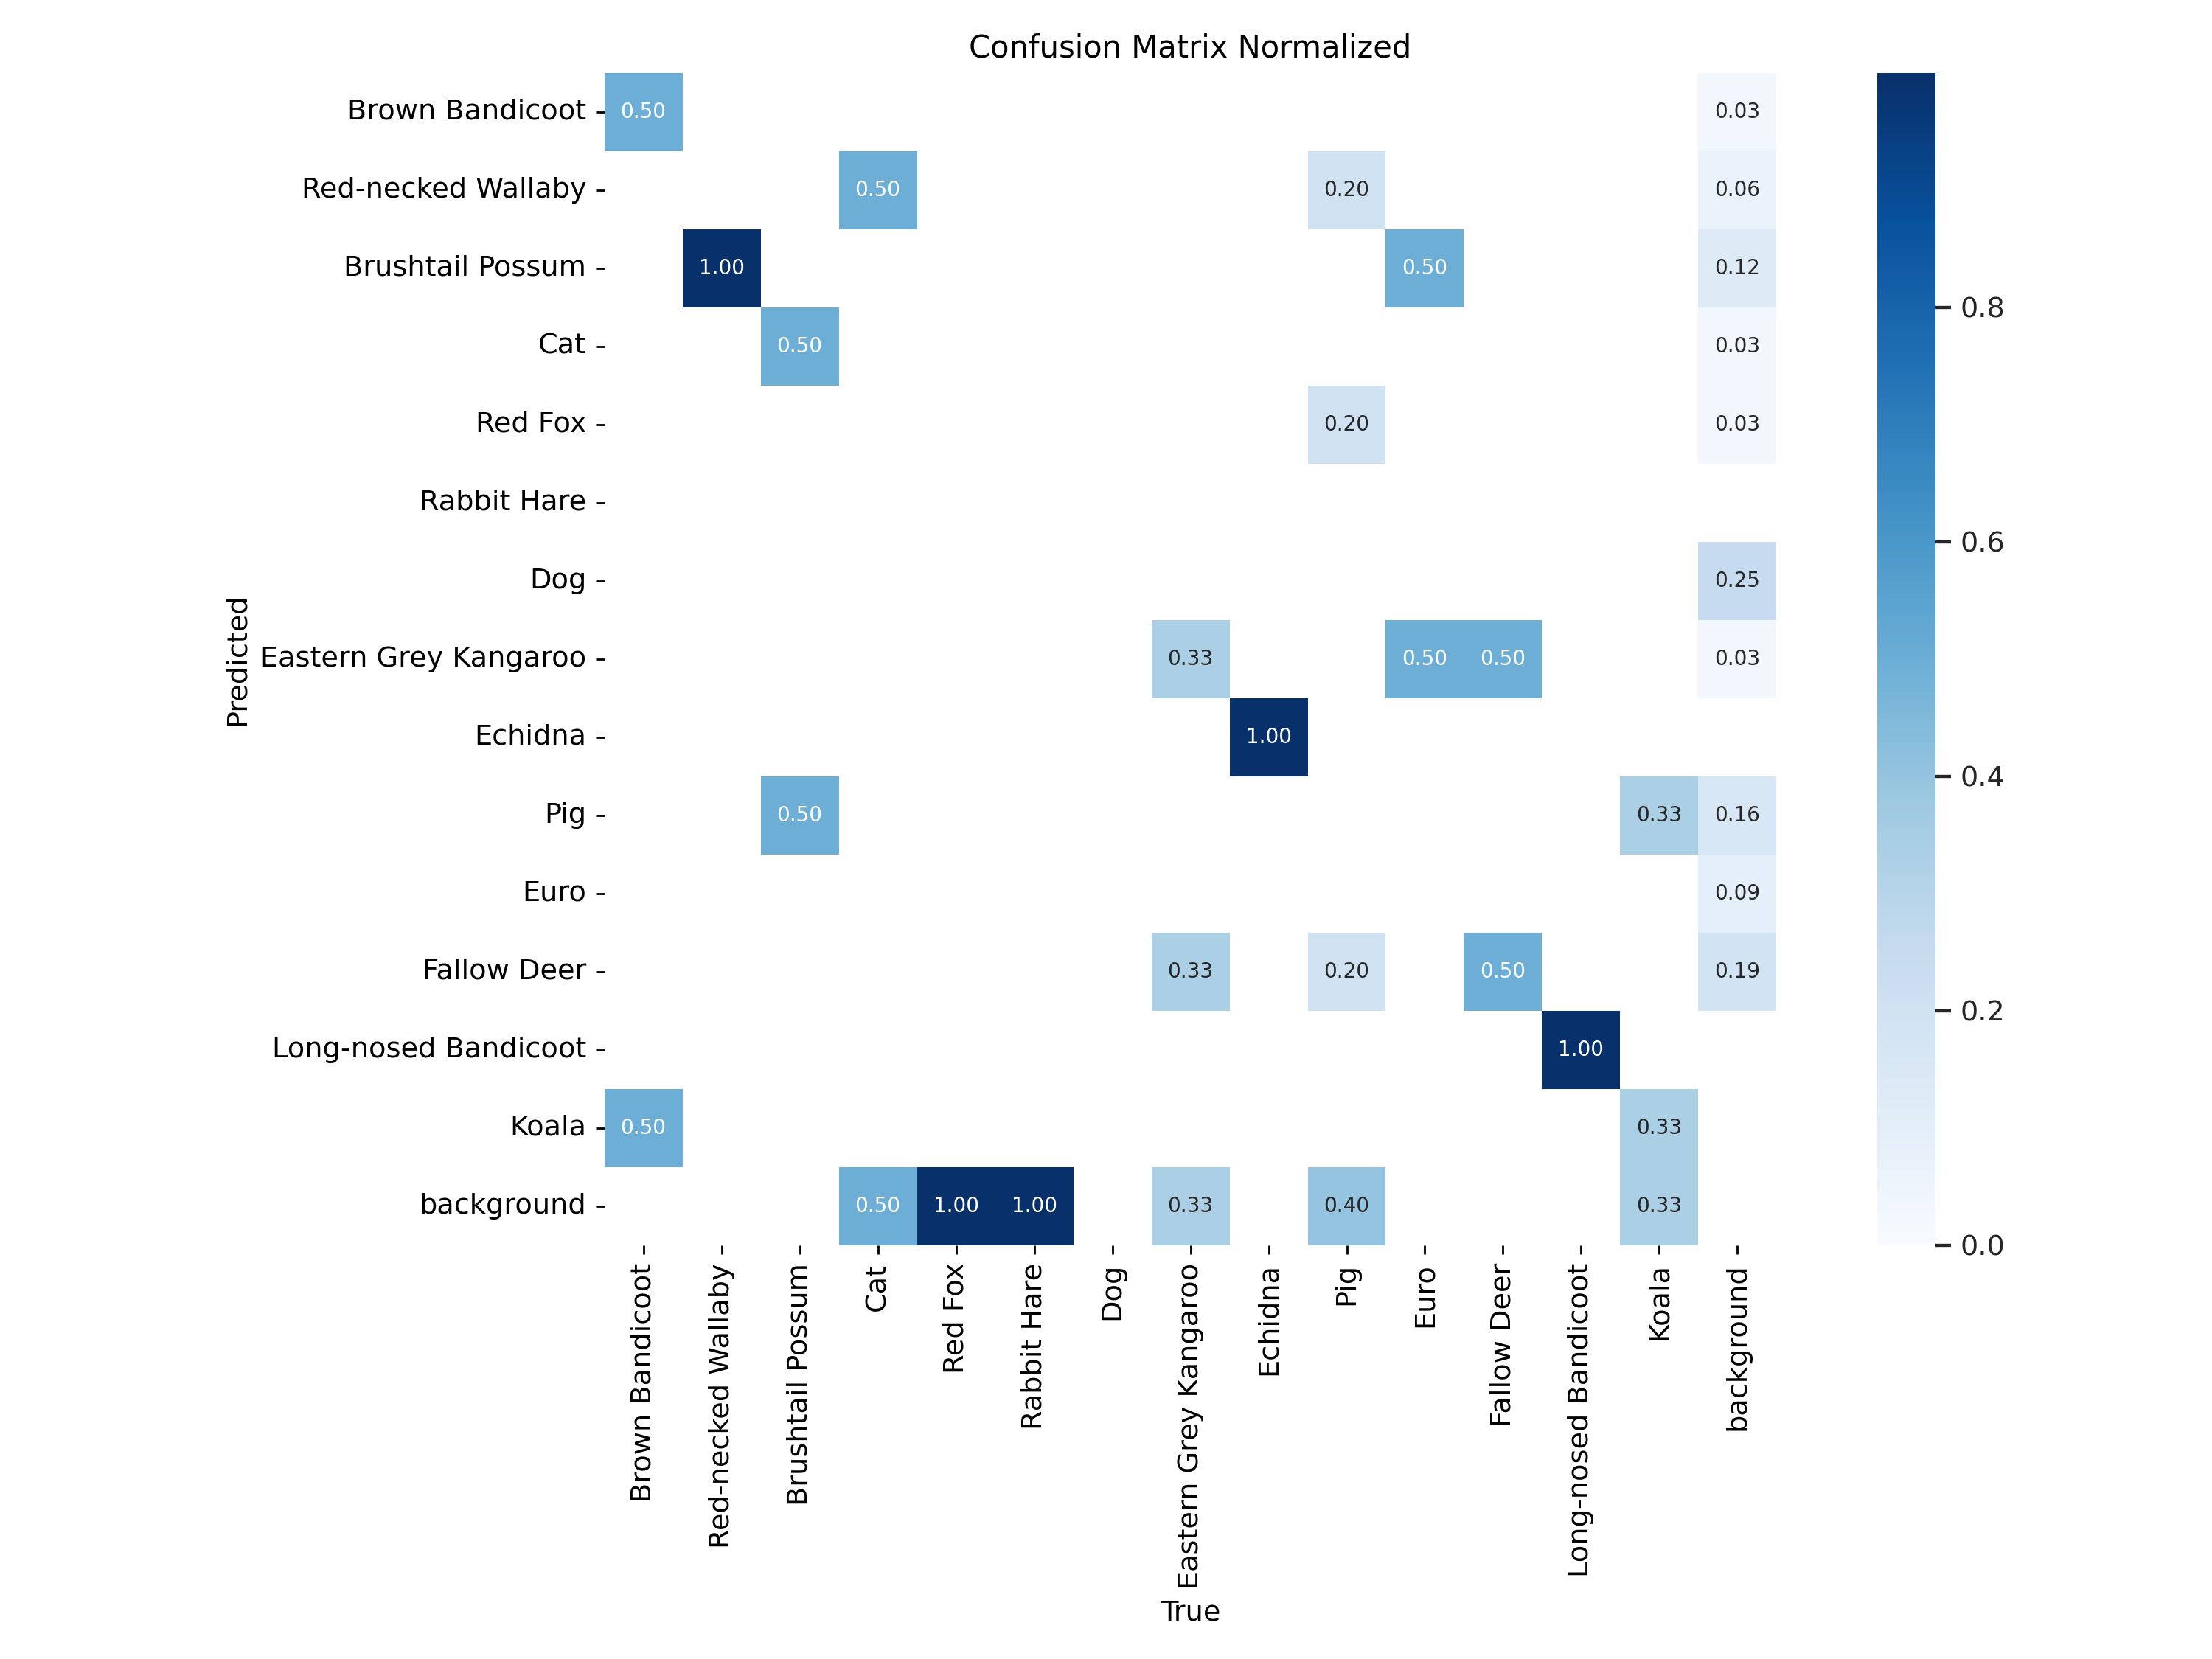 Confusion Matrix Normalized
Brown Bandicoot 0.50 0.03
Red-necked Wallaby 0.50 0.20 0.06
Brushtail Possum 1.00 0.50 0.12
0.8
Cat 0.50 0.03
Red Fox 0.20 0.03
Rabbit Hare
0.6
Dog 0.25
Predicted
Eastern Grey Kangaroo 0.33 0.50 0.50 0.03
Echidna 1.00
0.4
Pig 0.50 0.33 0.16
Euro 0.09
Fallow Deer 0.33 0.20 0.50 0.19
0.2
Long-nosed Bandicoot 1.00
Koala 0.50 0.33
background 0.50 1.00 1.00 0.33 0.40 0.33
0.0
Brown Bandicoot
Red-necked Wallaby
Brushtail Possum
Cat
Red Fox
Rabbit Hare
Dog
Eastern Grey Kangaroo
Echidna
Pig
Euro
Fallow Deer
Long-nosed Bandicoot
Koala
background
True